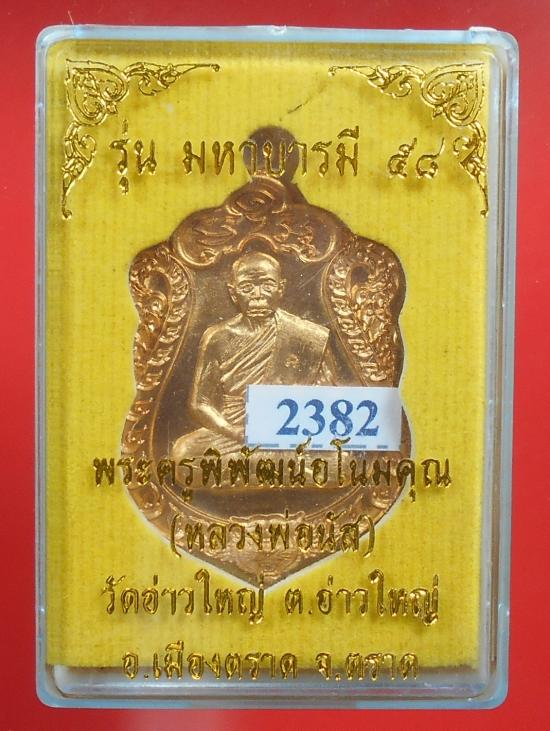 รุ่น มหาบารมี ๕๘
2382
พระครูพิพัฒน์อโนมคุณ
(หลวงพ่อนัส)
วัดอ่าวใหญ่ ต.อ่าวใหญ่
อ.เมืองตราด จ.ตราด